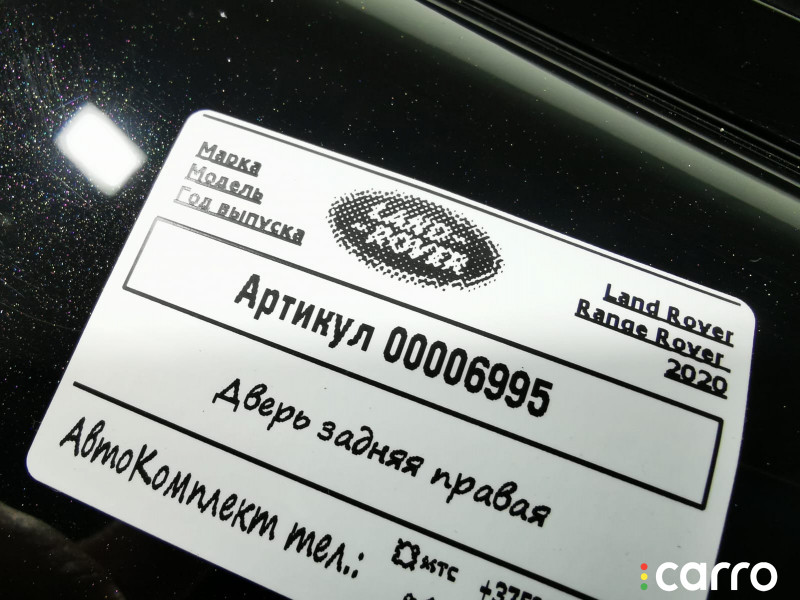 Марка
Модель
Год выпуска
LAND
ROVER
Land Rover
Range Rover
2020
Артикул 00006995
Дверь задняя правая
АвтоКомплект тел.:
мтс +375
carro